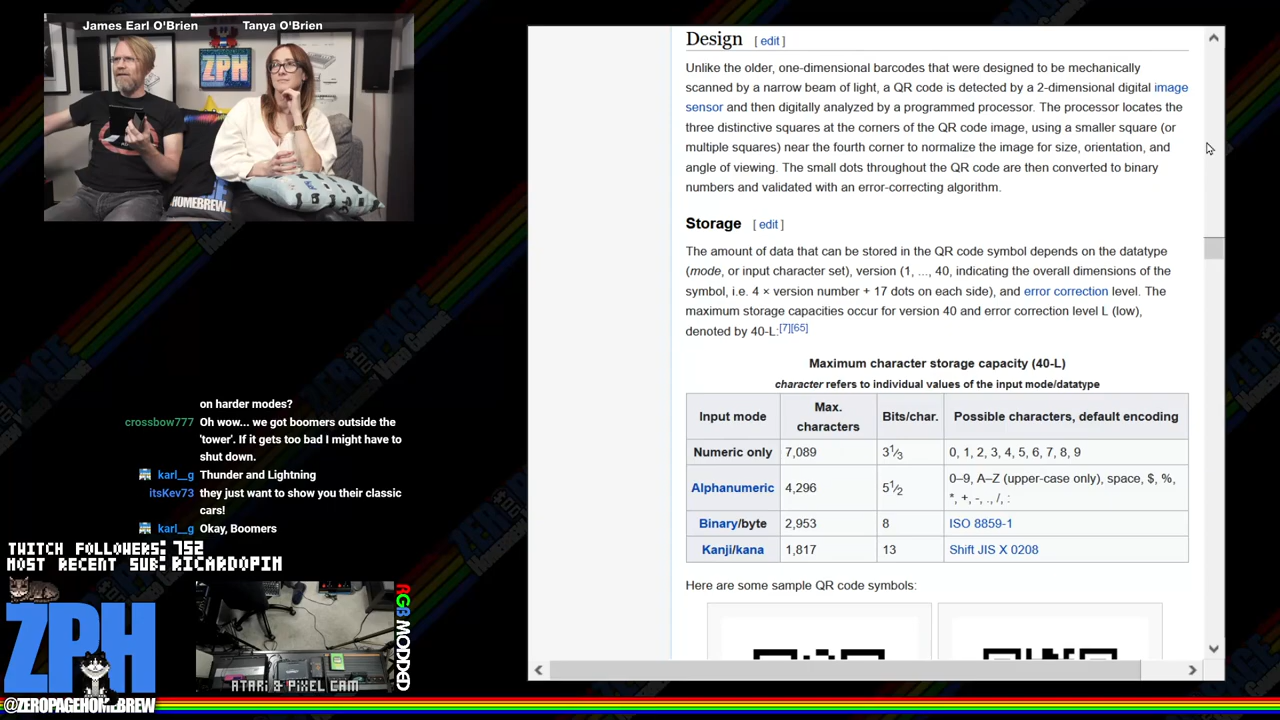 James Earl O'Brien
Tanya O'Brien
ZPH
HOMEBREW
on harder modes?
crossbow777 Oh wow... we got boomers outside the
'tower'. If it gets too bad I might have to
shut down.
karl__g Thunder and Lightning
itsKev73 they just want to show you their classic
cars!
karl__g Okay, Boomers
TWITCH FOLLOWERS: 752
MOST RECENT SUB: RICARDOPIM
ZPH
@ZEROPAGEHOMEBREW
RGB MODDED
ATARI & PIXEL CAM
Design [ edit ]
Unlike the older, one-dimensional barcodes that were designed to be mechanically
scanned by a narrow beam of light, a QR code is detected by a 2-dimensional digital image
sensor and then digitally analyzed by a programmed processor. The processor locates the
three distinctive squares at the corners of the QR code image, using a smaller square (or
multiple squares) near the fourth corner to normalize the image for size, orientation, and
angle of viewing. The small dots throughout the QR code are then converted to binary
numbers and validated with an error-correcting algorithm.
Storage [ edit ]
The amount of data that can be stored in the QR code symbol depends on the datatype
(mode, or input character set), version (1, ..., 40, indicating the overall dimensions of the
symbol, i.e. 4 × version number + 17 dots on each side), and error correction level. The
maximum storage capacities occur for version 40 and error correction level L (low),
denoted by 40-L:[7][65]
Maximum character storage capacity (40-L)
character refers to individual values of the input mode/datatype
Input mode Max. characters Bits/char. Possible characters, default encoding
Numeric only 7,089 3 1⁄3 0, 1, 2, 3, 4, 5, 6, 7, 8, 9
Alphanumeric 4,296 5 1⁄2 0–9, A–Z (upper-case only), space, $, %,
*, +, -, ., /, :
Binary/byte 2,953 8 ISO 8859-1
Kanji/kana 1,817 13 Shift JIS X 0208
Here are some sample QR code symbols: